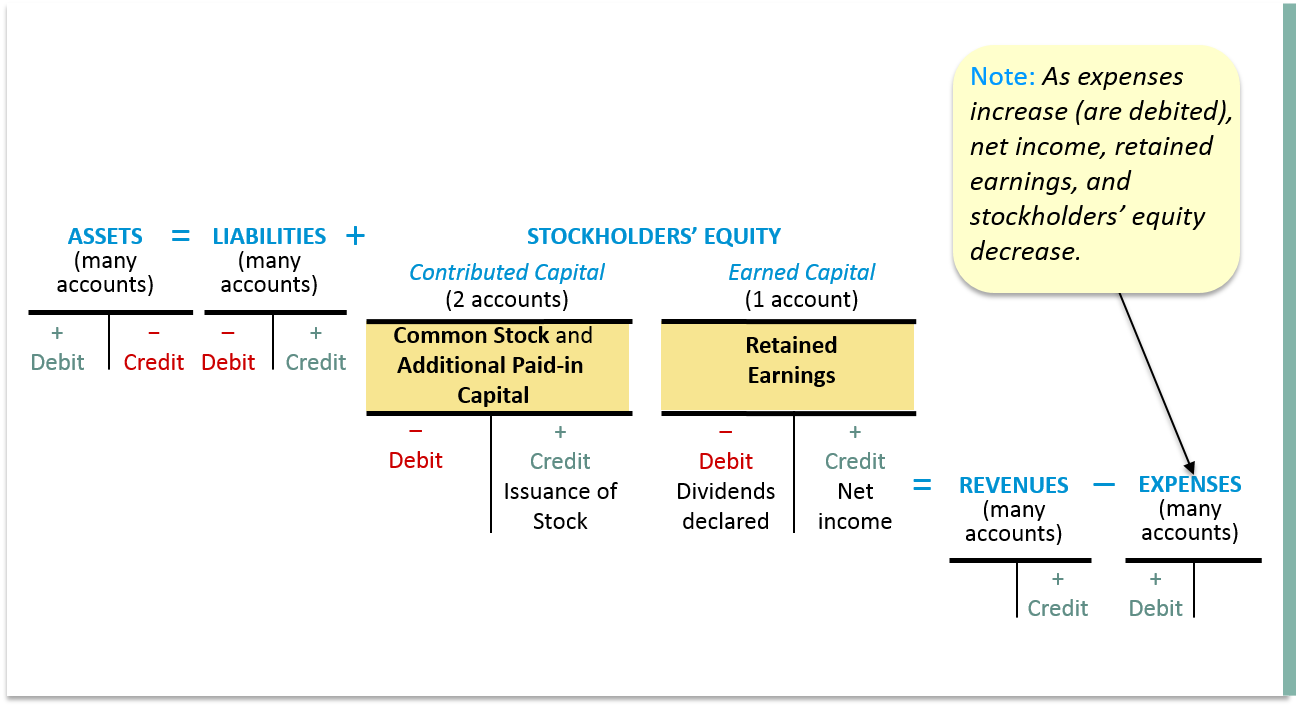 Note: As expenses
increase (are debited),
net income, retained
earnings, and
stockholders’ equity
decrease.
ASSETS = LIABILITIES + STOCKHOLDERS’ EQUITY
(many
accounts)
(many
accounts)
Contributed Capital
(2 accounts)
Earned Capital
(1 account)
+
Debit
–
Credit
–
Debit
+
Credit
Common Stock and
Additional Paid-in
Capital
Retained
Earnings
–
Debit
+
Credit
Issuance of
Stock
–
Debit
Dividends
declared
+
Credit
Net
income
= REVENUES – EXPENSES
(many
accounts)
(many
accounts)
+
Credit
+
Debit